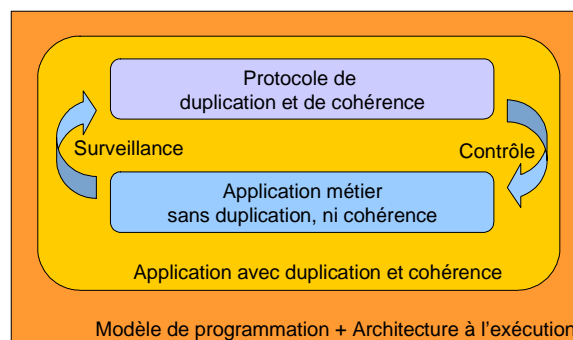 Protocole de
duplication et de cohérence
Surveillance
Contrôle
Application métier
sans duplication, ni cohérence
Application avec duplication et cohérence
Modèle de programmation + Architecture à l'exécution